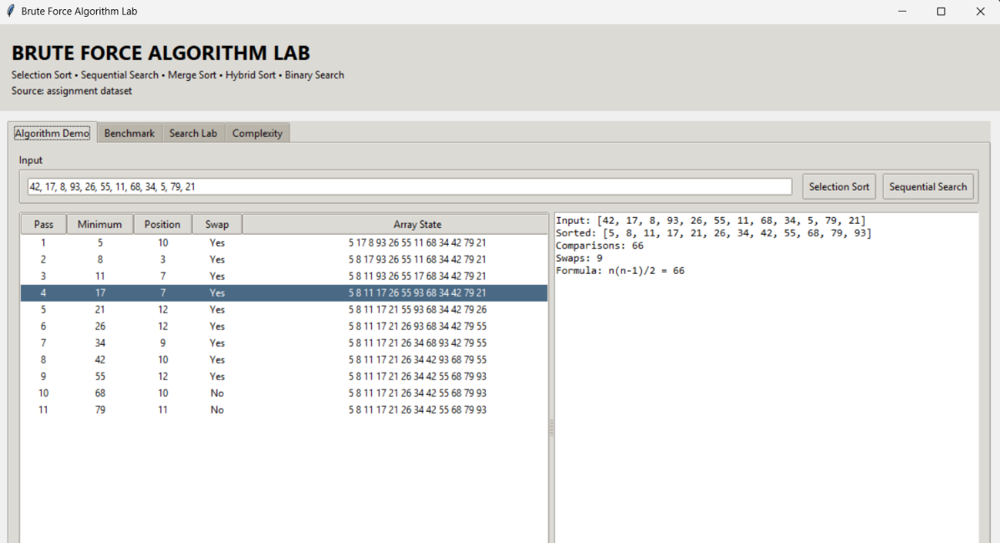 Brute Force Algorithm Lab
BRUTE FORCE ALGORITHM LAB
Selection Sort • Sequential Search • Merge Sort • Hybrid Sort • Binary Search
Source: assignment dataset
Algorithm Demo Benchmark Search Lab Complexity
Input
42, 17, 8, 93, 26, 55, 11, 68, 34, 5, 79, 21 Selection Sort Sequential Search
Pass Minimum Position Swap Array State
1 5 10 Yes 5 17 8 93 26 55 11 68 34 42 79 21
2 8 3 Yes 5 8 17 93 26 55 11 68 34 42 79 21
3 11 7 Yes 5 8 11 93 26 55 17 68 34 42 79 21
4 17 7 Yes 5 8 11 17 26 55 93 68 34 42 79 21
5 21 12 Yes 5 8 11 17 21 55 93 68 34 42 79 26
6 26 12 Yes 5 8 11 17 21 26 93 68 34 42 79 55
7 34 9 Yes 5 8 11 17 21 26 34 68 93 42 79 55
8 42 10 Yes 5 8 11 17 21 26 34 42 93 68 79 55
9 55 12 Yes 5 8 11 17 21 26 34 42 55 68 79 93
10 68 10 No 5 8 11 17 21 26 34 42 55 68 79 93
11 79 11 No 5 8 11 17 21 26 34 42 55 68 79 93
Input: [42, 17, 8, 93, 26, 55, 11, 68, 34, 5, 79, 21]
Sorted: [5, 8, 11, 17, 21, 26, 34, 42, 55, 68, 79, 93]
Comparisons: 66
Swaps: 9
Formula: n(n-1)/2 = 66